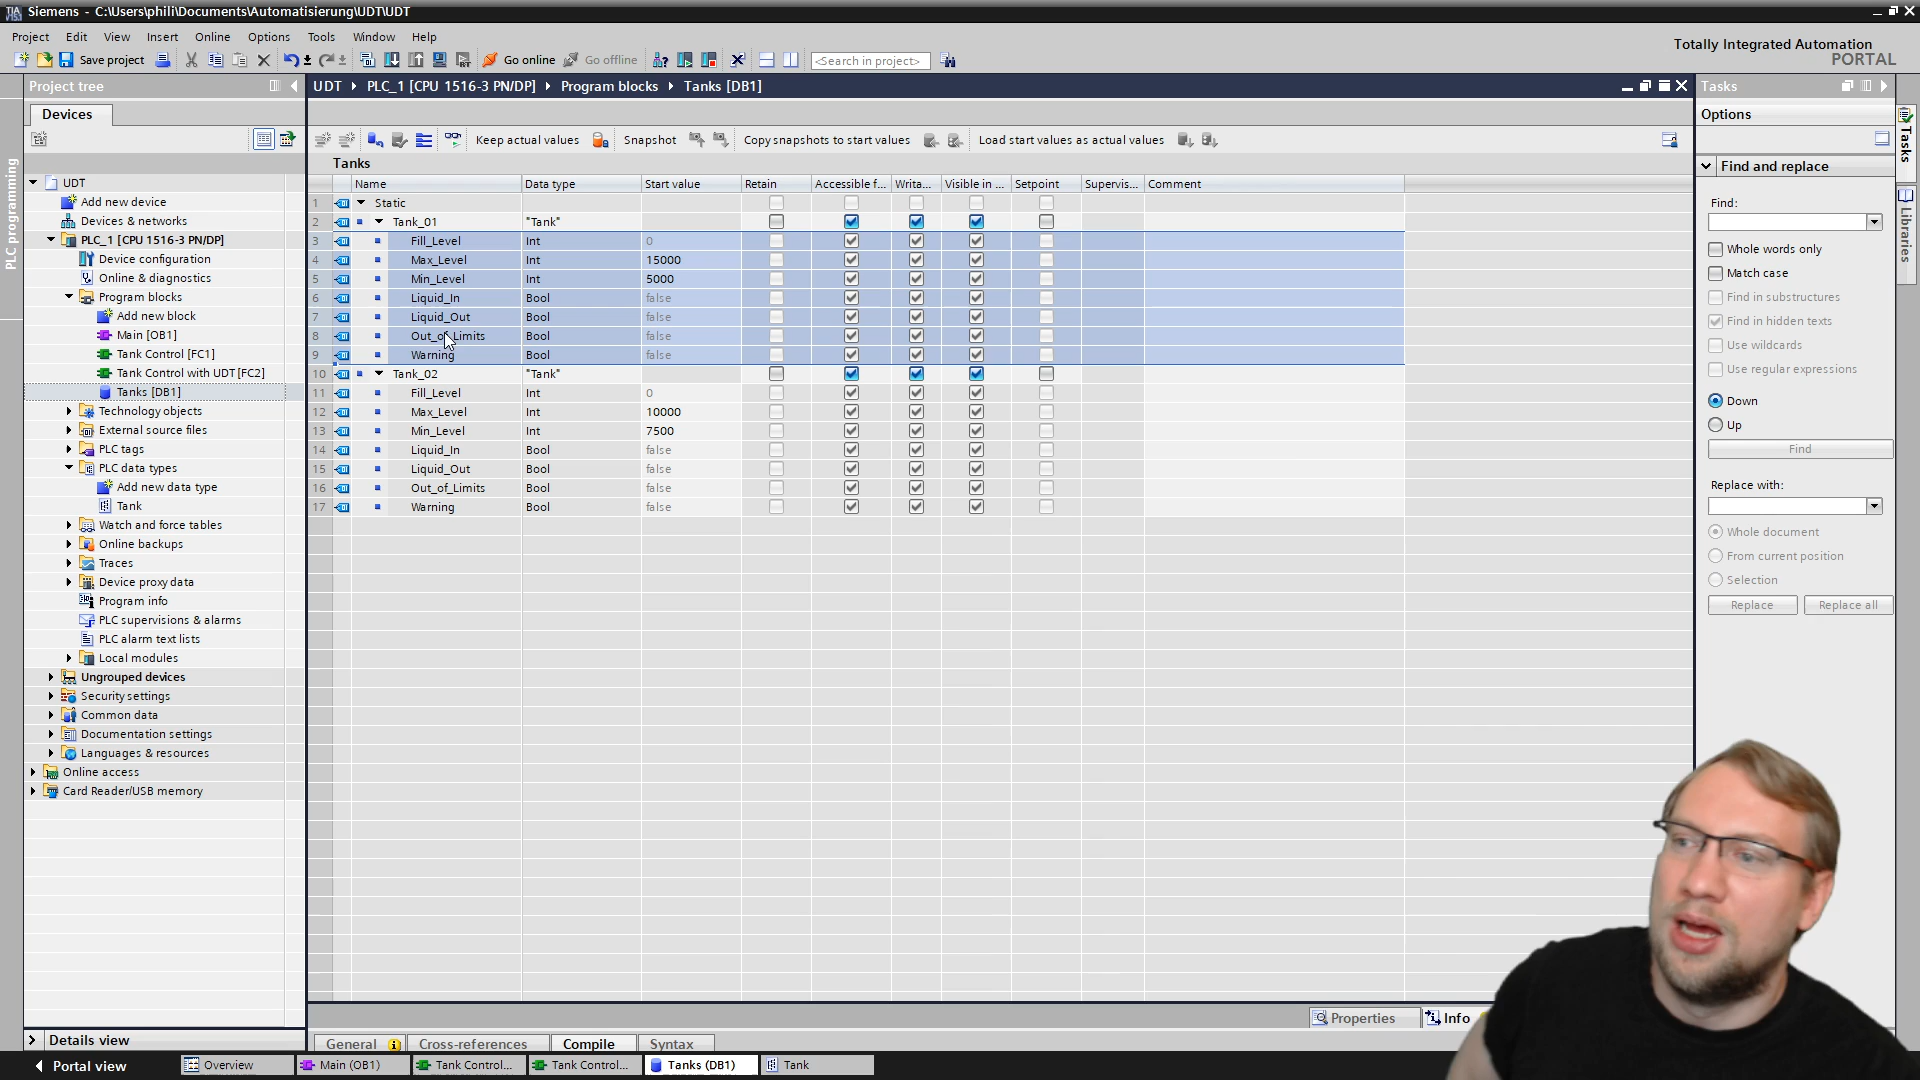 Siemens - C:\Users\phili\Documents\Automatisierung\UDT\UDT
Project Edit View Insert Online Options Tools Window Help
Totally Integrated Automation
PORTAL
Save project
Go online
Go offline
<Search in project>
Project tree
UDT ▸ PLC_1 [CPU 1516-3 PN/DP] ▸ Program blocks ▸ Tanks [DB1]
Tasks
Devices
Options
Keep actual values Snapshot Copy snapshots to start values Load start values as actual values
Tanks
Name Data type Start value Retain Accessible f... Writa... Visible in ... Setpoint Supervis... Comment
1 Static
2 Tank_01 "Tank"
3 Fill_Level Int 0
4 Max_Level Int 15000
5 Min_Level Int 5000
6 Liquid_In Bool false
7 Liquid_Out Bool false
8 Out_of_Limits Bool false
9 Warning Bool false
10 Tank_02 "Tank"
11 Fill_Level Int 0
12 Max_Level Int 10000
13 Min_Level Int 7500
14 Liquid_In Bool false
15 Liquid_Out Bool false
16 Out_of_Limits Bool false
17 Warning Bool false
PLC programming
UDT
Add new device
Devices & networks
PLC_1 [CPU 1516-3 PN/DP]
Device configuration
Online & diagnostics
Program blocks
Add new block
Main [OB1]
Tank Control [FC1]
Tank Control with UDT [FC2]
Tanks [DB1]
Technology objects
External source files
PLC tags
PLC data types
Add new data type
Tank
Watch and force tables
Online backups
Traces
Device proxy data
Program info
PLC supervisions & alarms
PLC alarm text lists
Local modules
Ungrouped devices
Security settings
Common data
Documentation settings
Languages & resources
Online access
Card Reader/USB memory
Details view
Find and replace
Find:
Whole words only
Match case
Find in substructures
Find in hidden texts
Use wildcards
Use regular expressions
Down
Up
Find
Replace with:
Whole document
From current position
Selection
Replace Replace all
Tasks
Libraries
Properties Info
General Cross-references Compile Syntax
Portal view Overview Main (OB1) Tank Control... Tank Control... Tanks (DB1) Tank